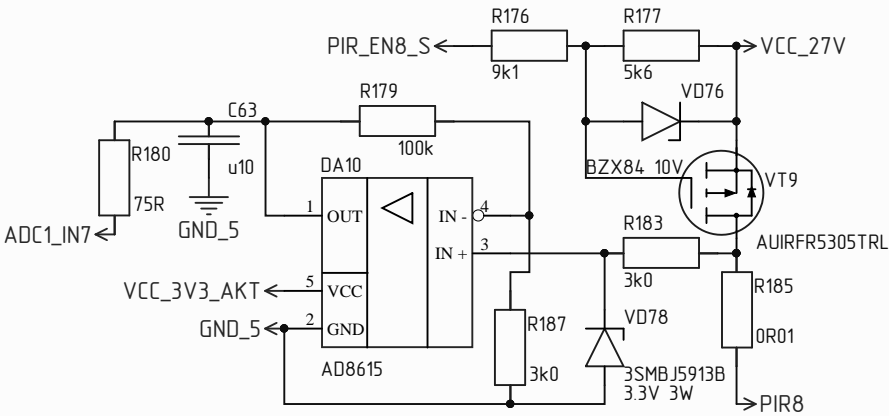 R176
R177
PIR_EN8_S
VCC_27V
9k1
5k6
R179
VD76
C63
R180
100k
u10
DA10
BZX84 10V
VT9
75R
1
OUT
IN -
4
GND_5
R183
ADC1_IN7
IN +
3
AUIRFR5305TRL
3k0
R185
VCC_3V3_AKT
5
VCC
GND_5
2
GND
R187
VD78
0R01
AD8615
3k0
3SMBJ5913B
3.3V 3W
PIR8